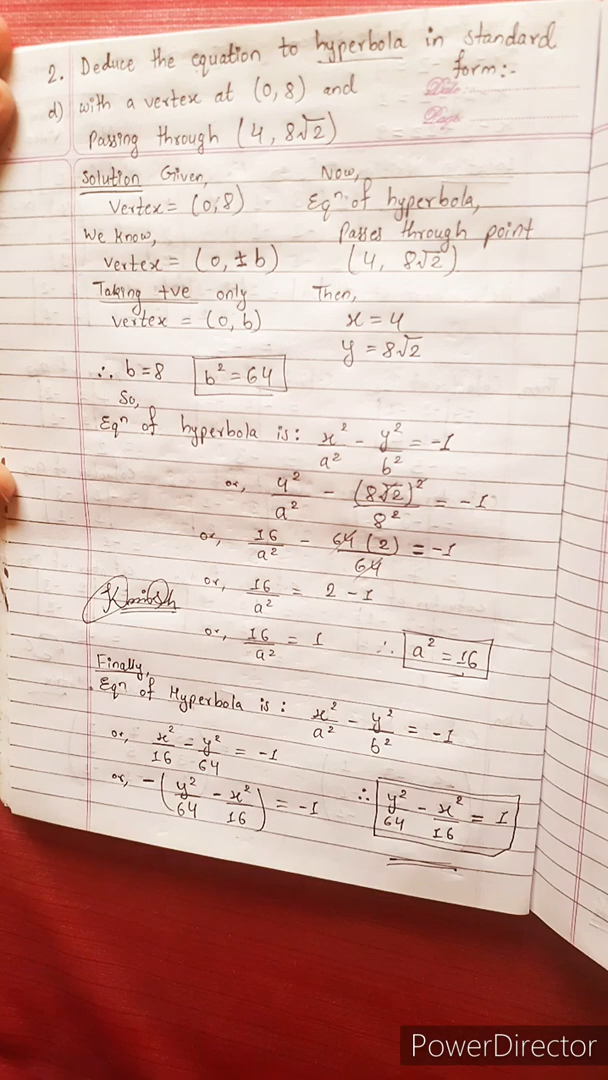 2. Deduce the equation to hyperbola in standard form:-
d) with a vertex at (0, 8) and
Passing through (4, 8√2)
Date:
Page
Solution Given,
Vertex = (0, 8)
We know,
vertex = (0, ±b)
Taking +ve only
vertex = (0, b)
∴ b = 8 b² = 64
Now,
Eqⁿ of hyperbola,
Passes through point
(4, 8√2)
Then,
x = 4
y = 8√2
So,
Eqⁿ of hyperbola is: x²/a² - y²/b² = -1
or, 4²/a² - (8√2)²/8² = -1
or, 16/a² - 64(2)/64 = -1
or, 16/a² = 2 - 1
or, 16/a² = 1 ∴ a² = 16
Finally,
Eqⁿ of Hyperbola is: x²/a² - y²/b² = -1
or, x²/16 - y²/64 = -1
or, -(y²/64 - x²/16) = -1 ∴ y²/64 - x²/16 = 1
PowerDirector